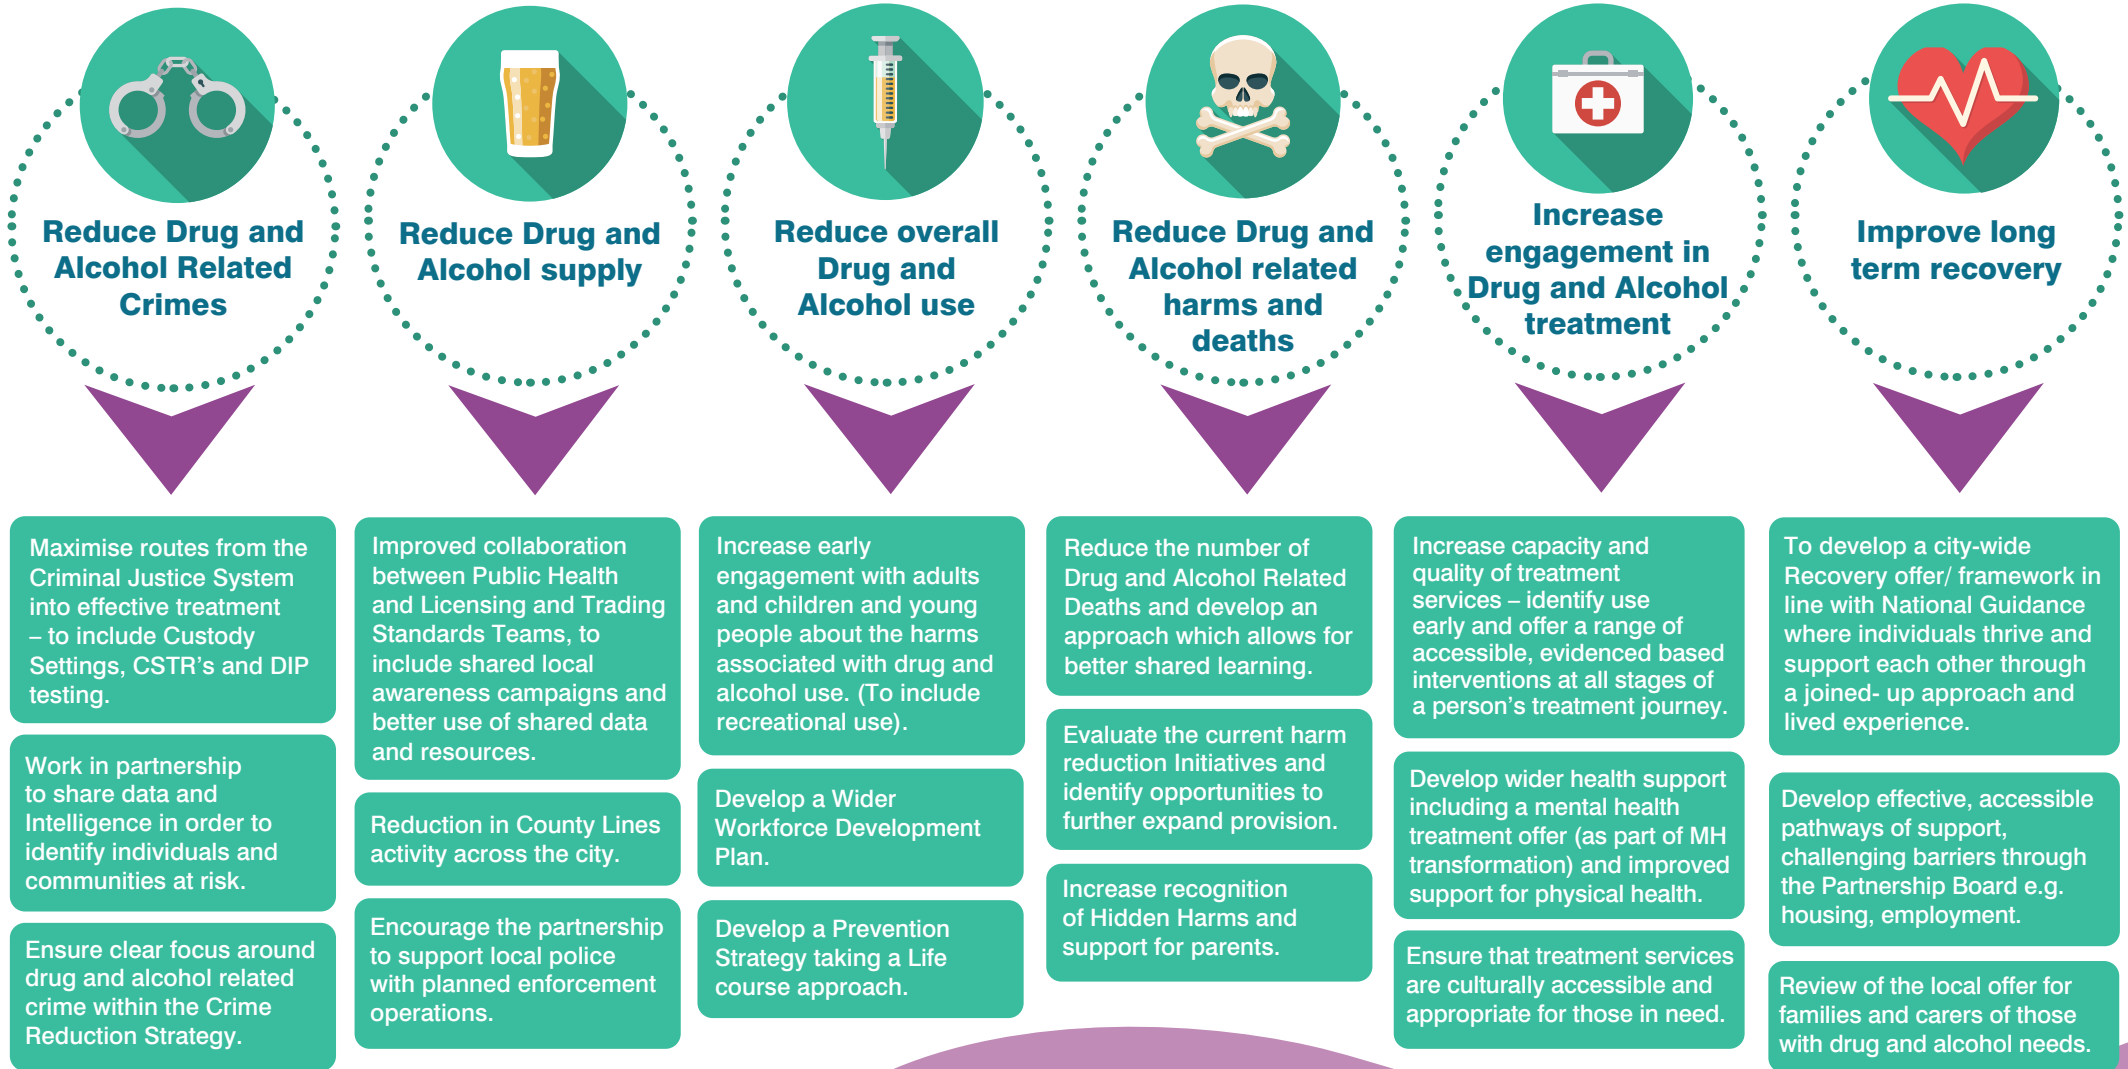 Reduce Drug and
Alcohol Related
Crimes
Maximise routes from the
Criminal Justice System
into effective treatment
– to include Custody
Settings, CSTR’s and DIP
testing.
Work in partnership
to share data and
Intelligence in order to
identify individuals and
communities at risk.
Ensure clear focus around
drug and alcohol related
crime within the Crime
Reduction Strategy.
Reduce Drug and
Alcohol supply
Improved collaboration
between Public Health
and Licensing and Trading
Standards Teams, to
include shared local
awareness campaigns and
better use of shared data
and resources.
Reduction in County Lines
activity across the city.
Encourage the partnership
to support local police
with planned enforcement
operations.
Reduce overall
Drug and
Alcohol use
Increase early
engagement with adults
and children and young
people about the harms
associated with drug and
alcohol use. (To include
recreational use).
Develop a Wider
Workforce Development
Plan.
Develop a Prevention
Strategy taking a Life
course approach.
Reduce Drug and
Alcohol related
harms and
deaths
Reduce the number of
Drug and Alcohol Related
Deaths and develop an
approach which allows for
better shared learning.
Evaluate the current harm
reduction Initiatives and
identify opportunities to
further expand provision.
Increase recognition
of Hidden Harms and
support for parents.
Increase
engagement in
Drug and Alcohol
treatment
Increase capacity and
quality of treatment
services – identify use
early and offer a range of
accessible, evidenced based
interventions at all stages of
a person’s treatment journey.
Develop wider health support
including a mental health
treatment offer (as part of MH
transformation) and improved
support for physical health.
Ensure that treatment services
are culturally accessible and
appropriate for those in need.
Improve long
term recovery
To develop a city-wide
Recovery offer/ framework in
line with National Guidance
where individuals thrive and
support each other through
a joined- up approach and
lived experience.
Develop effective, accessible
pathways of support,
challenging barriers through
the Partnership Board e.g.
housing, employment.
Review of the local offer for
families and carers of those
with drug and alcohol needs.